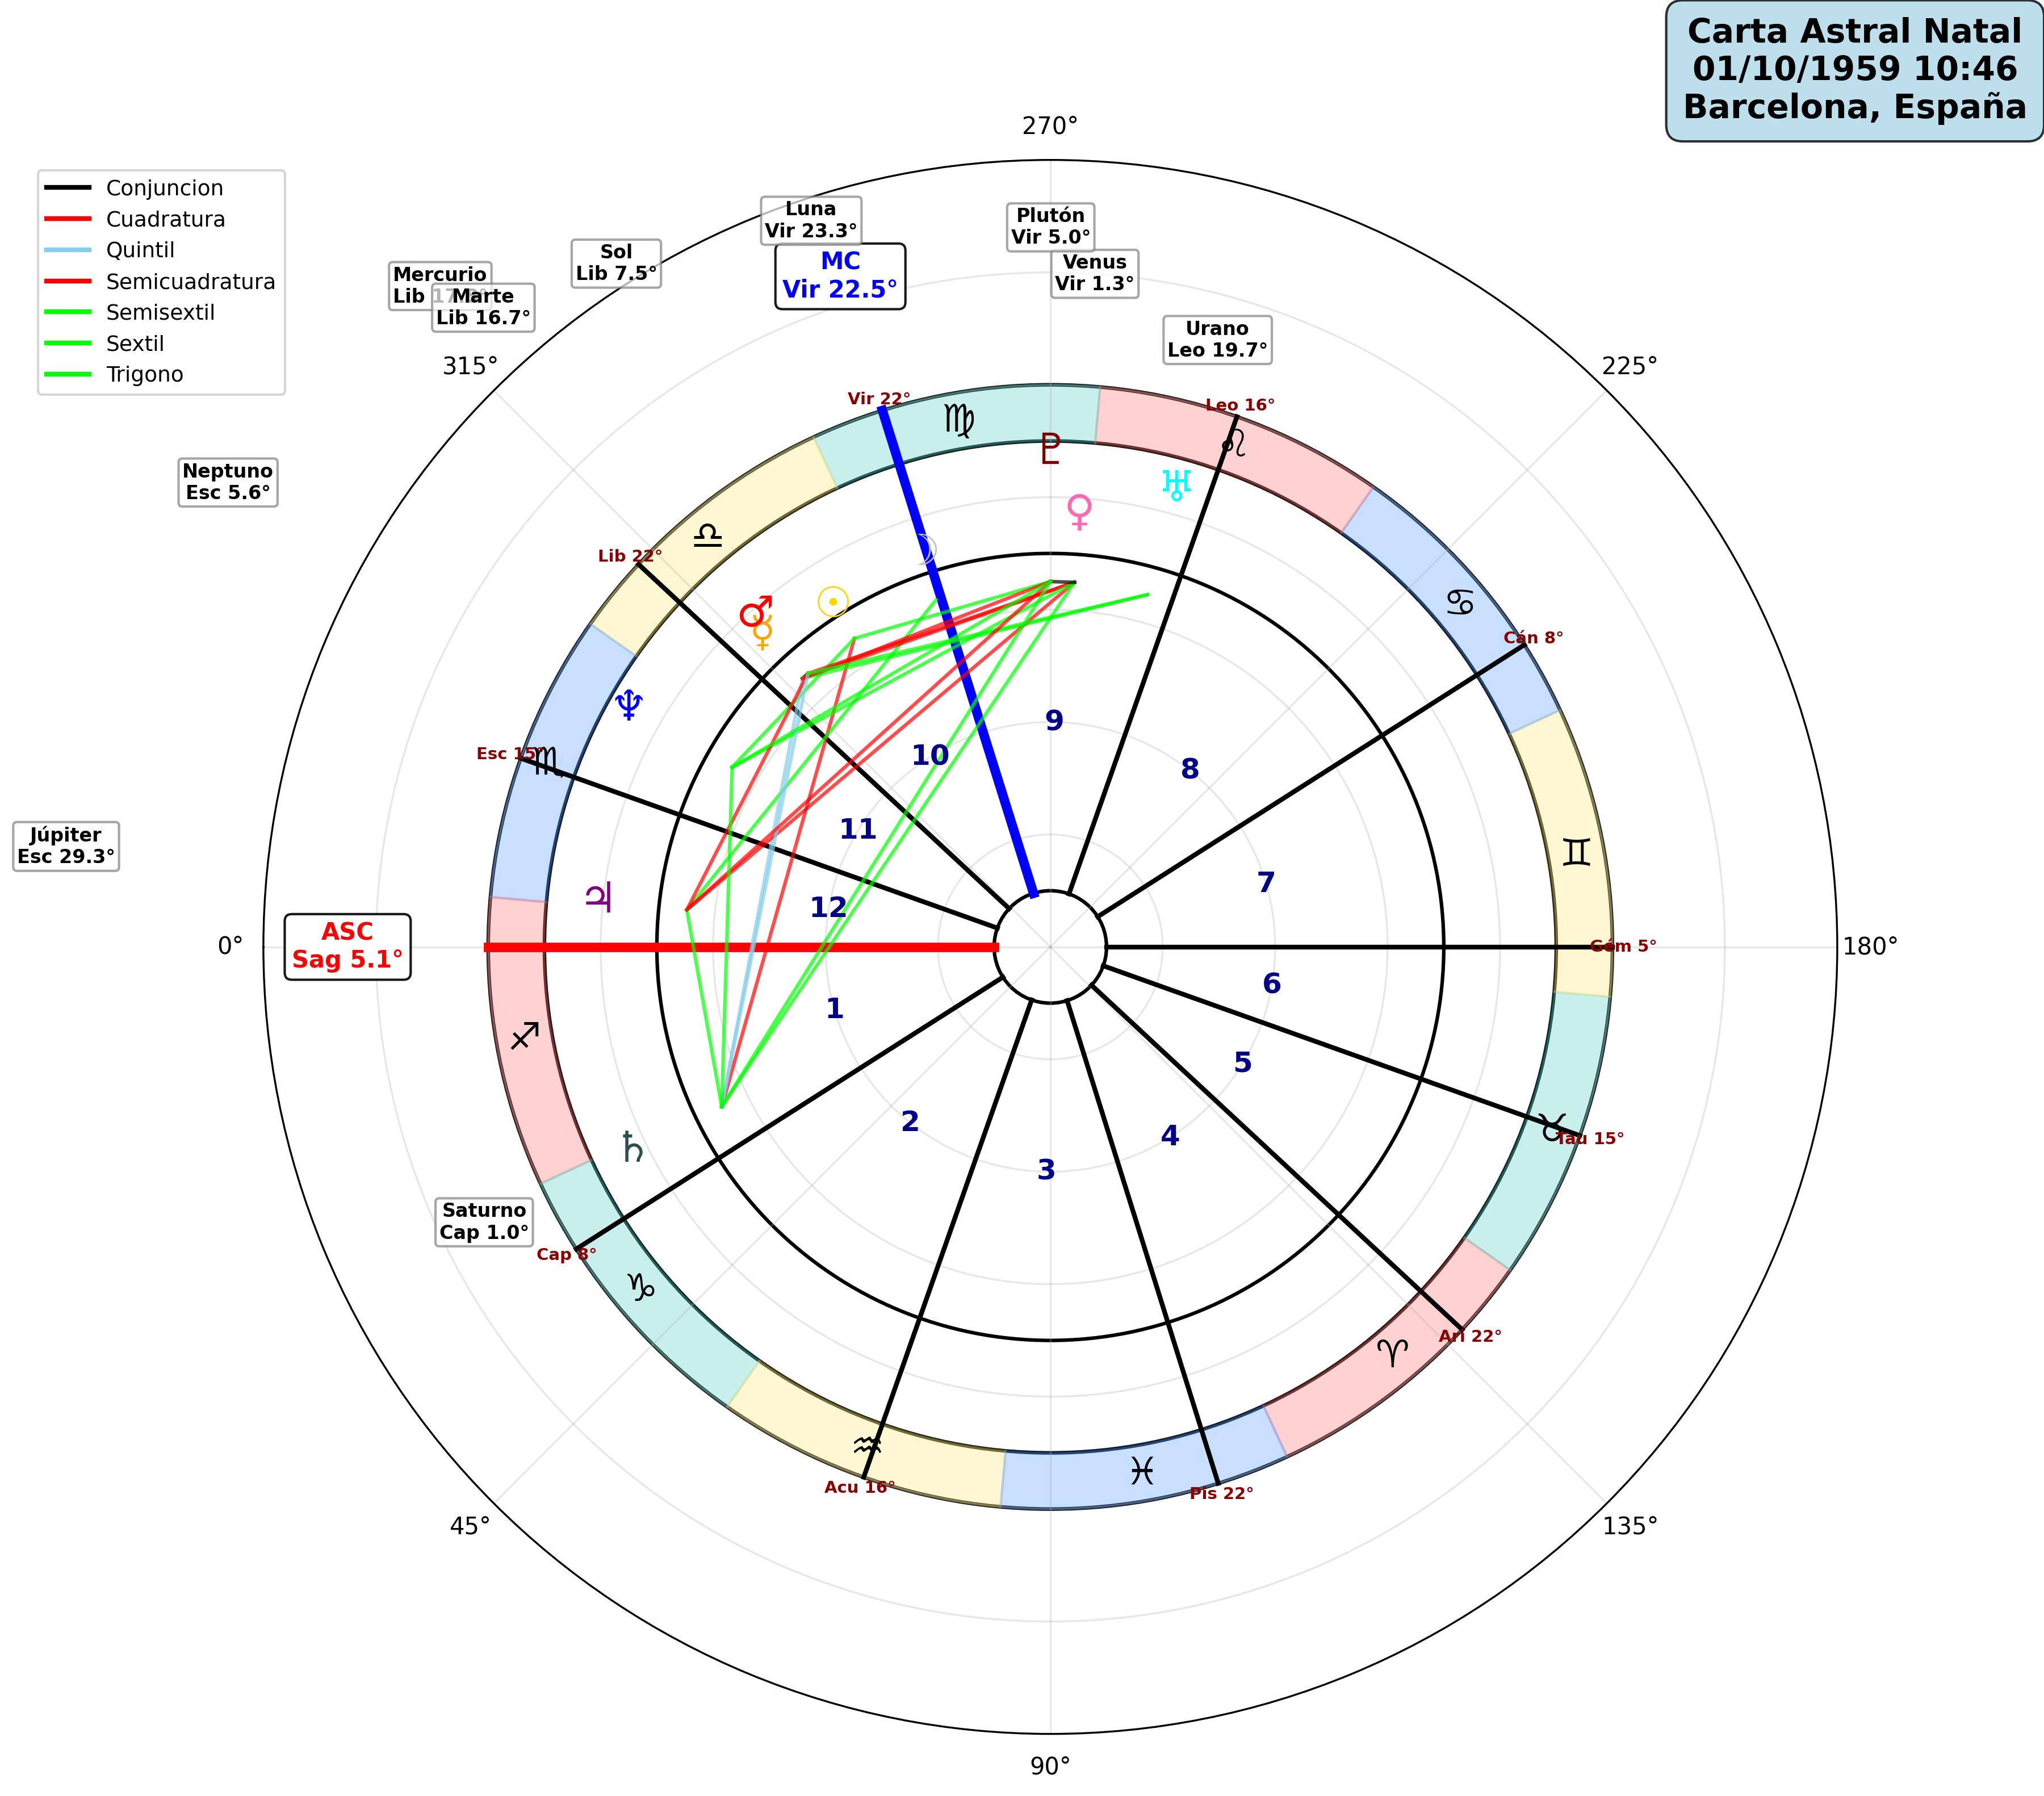 Carta Astral Natal
01/10/1959 10:46
Barcelona, España
Conjuncion
Cuadratura
Quintil
Semicuadratura
Semisextil
Sextil
Trigono
270°
315°
225°
0°
180°
45°
135°
90°
Luna
Vir 23.3°
MC
Vir 22.5°
Plutón
Vir 5.0°
Venus
Vir 1.3°
Sol
Lib 7.5°
Mercurio
Lib
Marte
Lib 16.7°
Urano
Leo 19.7°
Neptuno
Esc 5.6°
Júpiter
Esc 29.3°
ASC
Sag 5.1°
Saturno
Cap 1.0°
Vir 22°
Leo 16°
Lib 22°
Cán 8°
Esc 15°
Gém 5°
Tau 15°
Cap 8°
Ari 22°
Acu 16°
Pis 22°
9
10
8
11
7
12
6
1
5
2
4
3